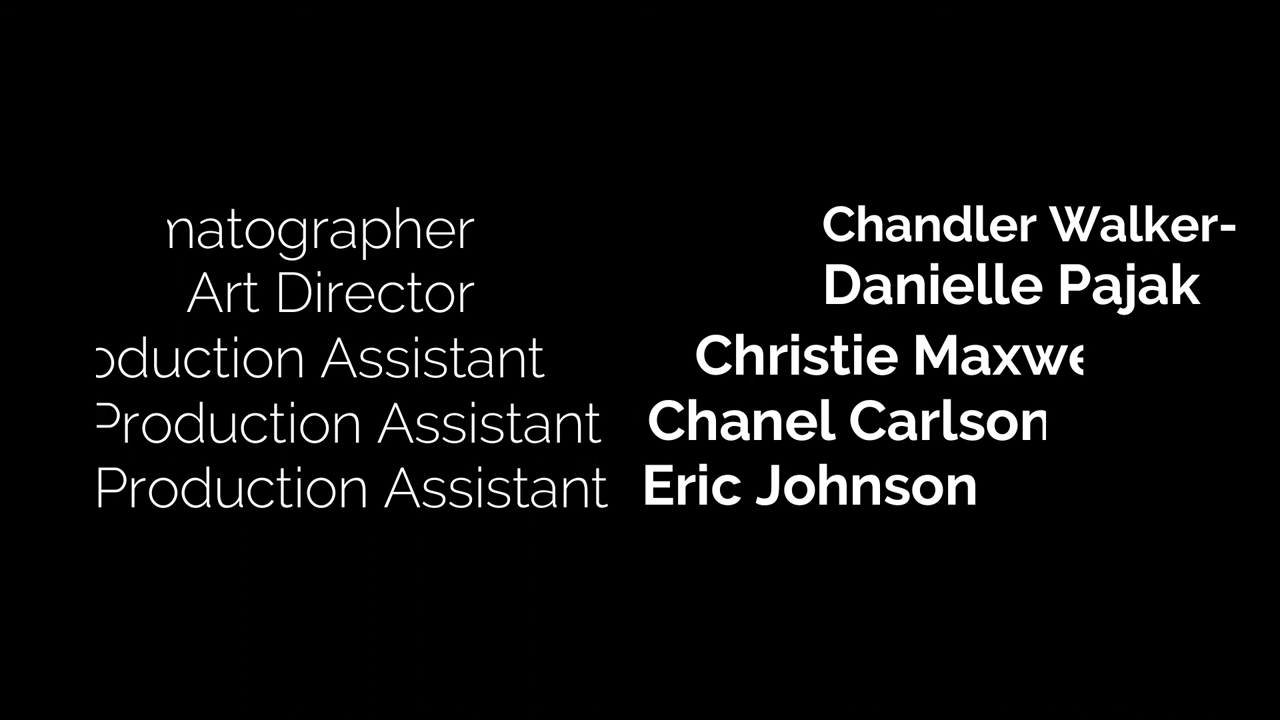 natographer Chandler Walker-
Art Director Danielle Pajak
oduction Assistant Christie Maxwe
Production Assistant Chanel Carlson
Production Assistant Eric Johnson